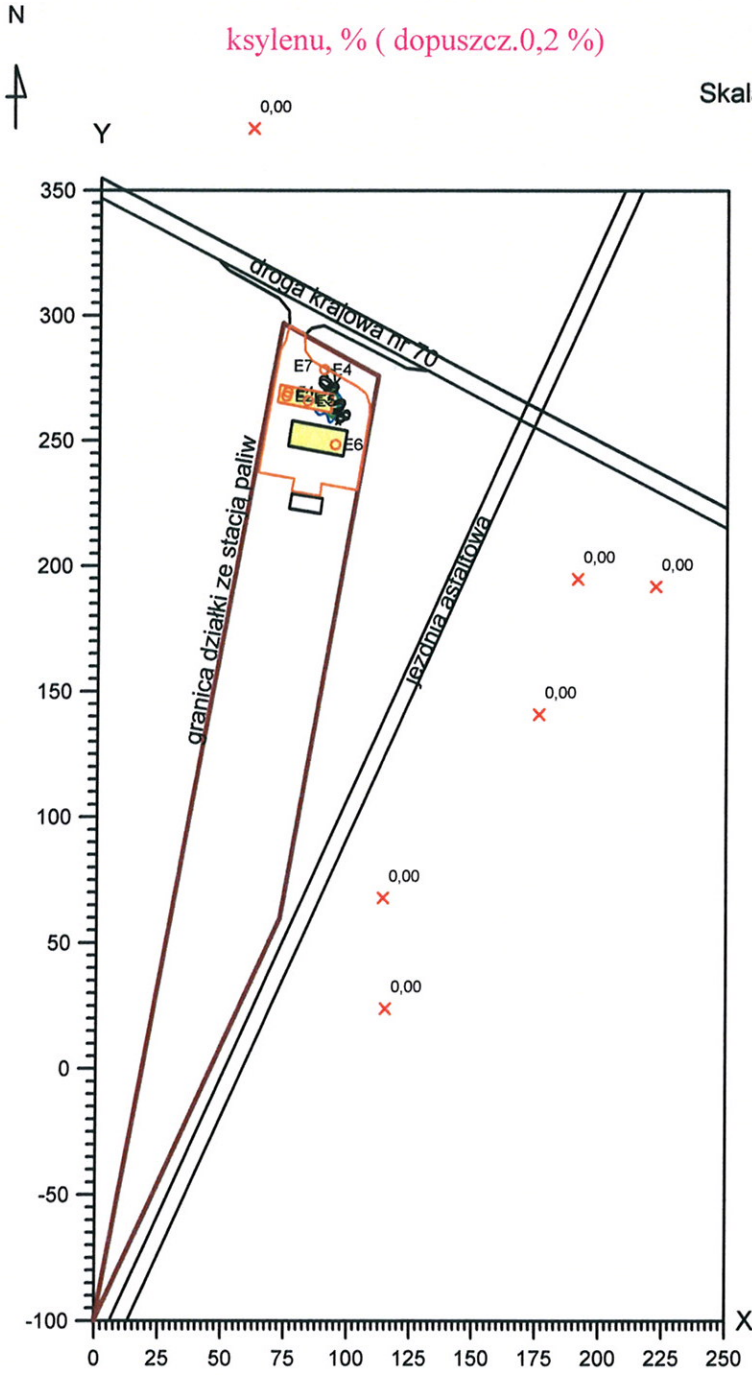 N
ksylenu, % ( dopuszcz.0,2 %)
Skal
0,00
Y
350
droga krajowa nr 70
300
E7 E4
E5
E6
250
granica działki ze stacją paliw
jezdnia asfaltowa
200
0,00
0,00
150
0,00
100
0,00
50
0,00
0
-50
-100
X
0 25 50 75 100 125 150 175 200 225 250